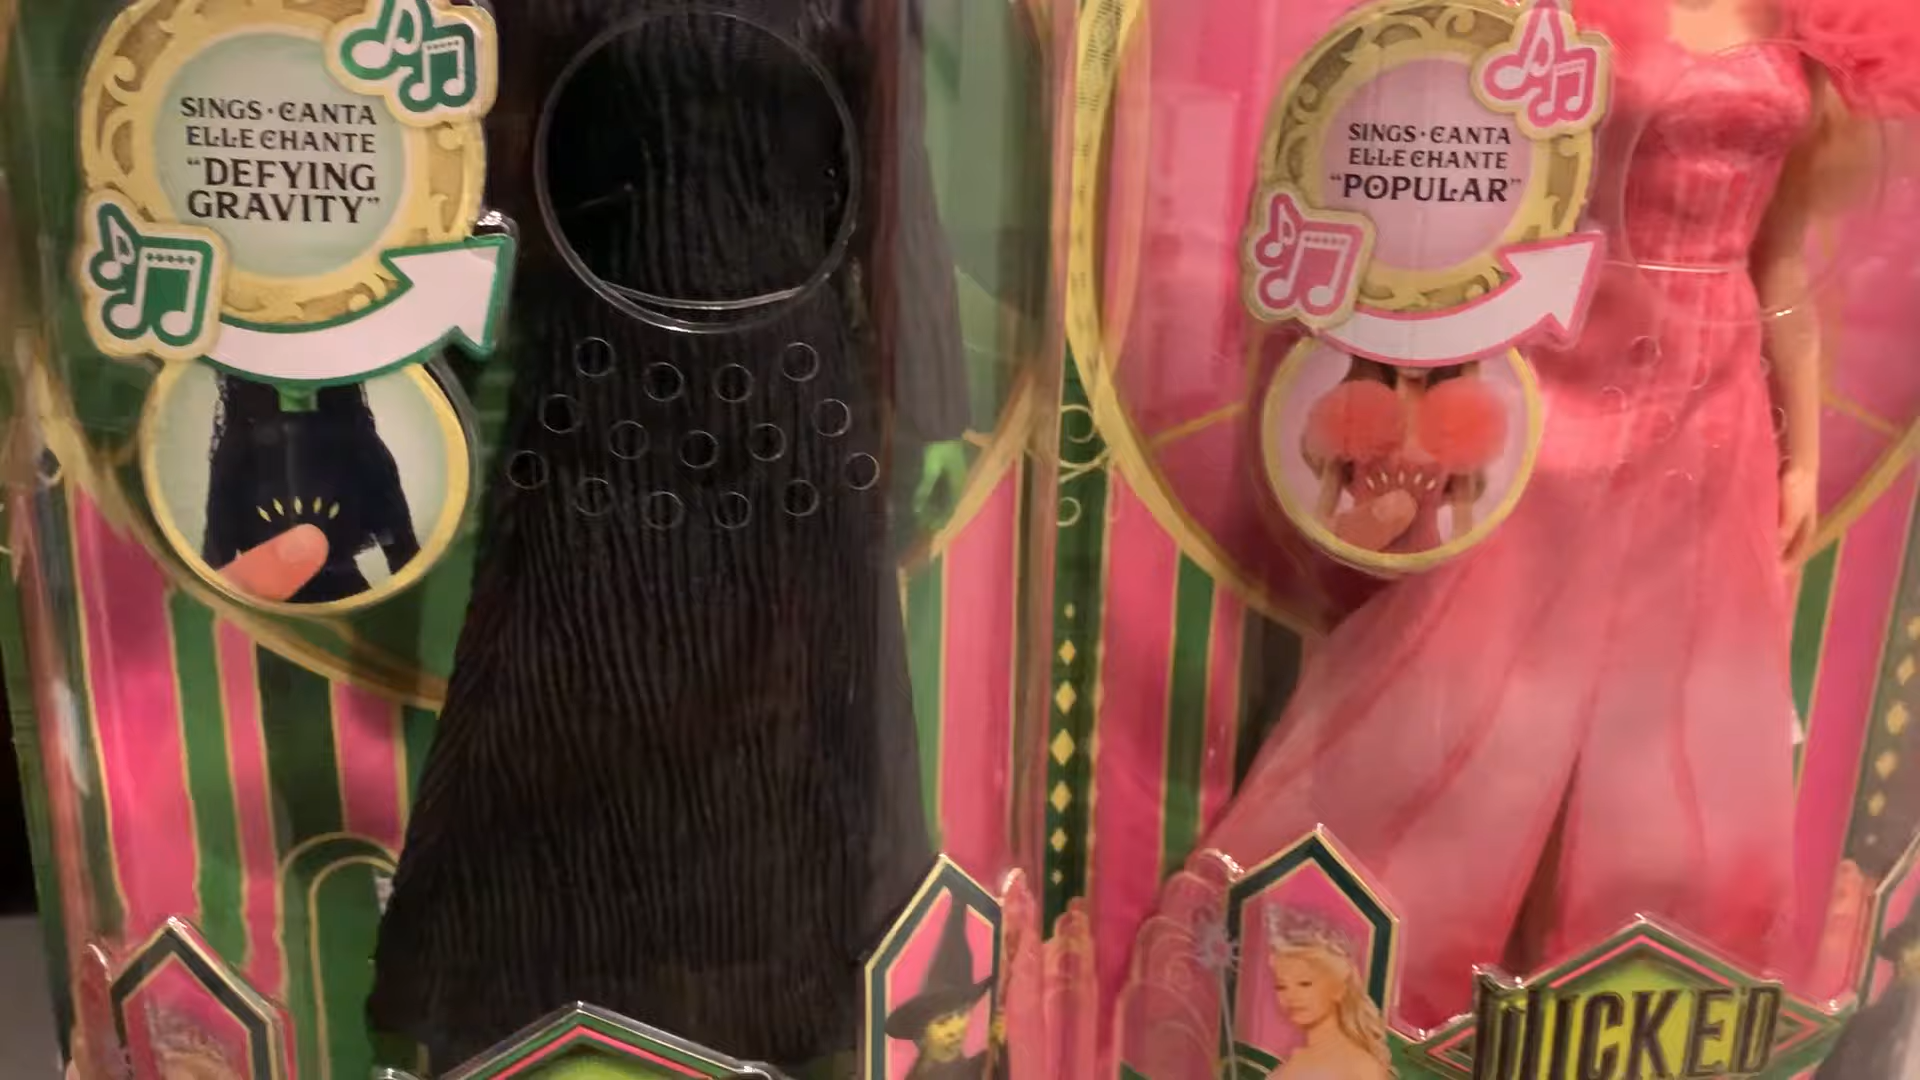 SINGS·CANTA
ELLE CHANTE
"DEFYING
GRAVITY"
SINGS·CANTA
ELLE CHANTE
"POPULAR"
WICKED